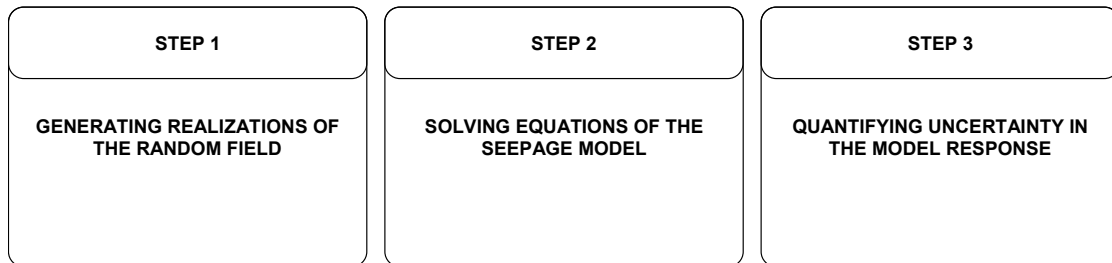 STEP 1
GENERATING REALIZATIONS OF
THE RANDOM FIELD
STEP 2
SOLVING EQUATIONS OF THE
SEEPAGE MODEL
STEP 3
QUANTIFYING UNCERTAINTY IN
THE MODEL RESPONSE